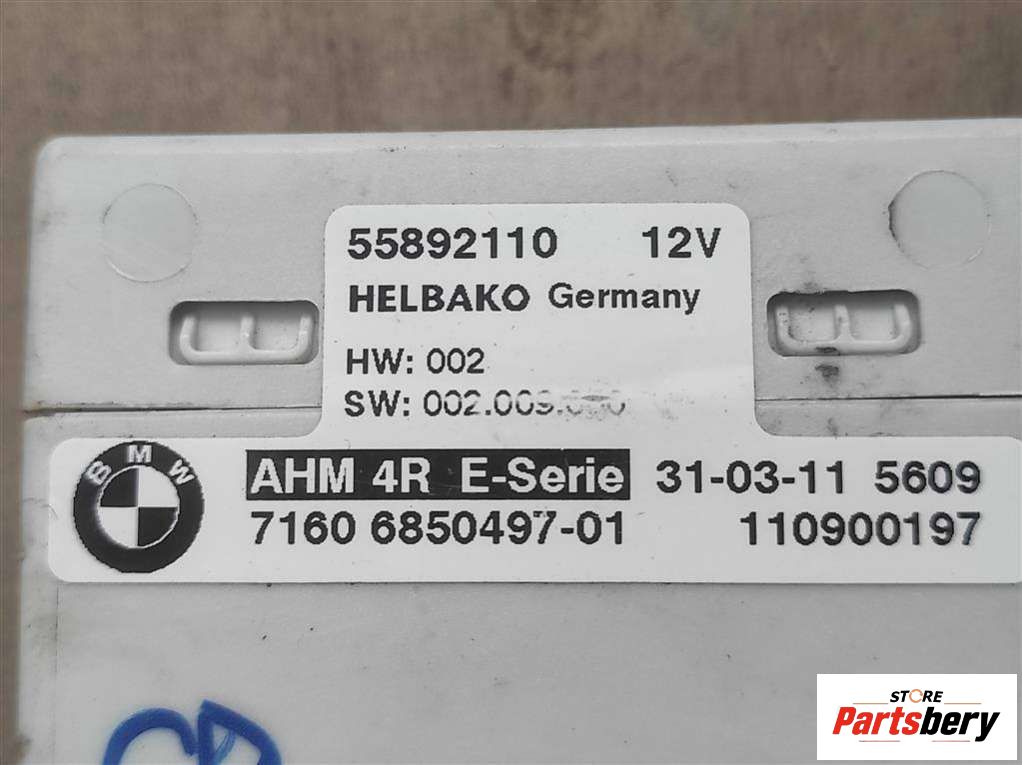 55892110 12V
HELBAKO Germany
HW: 002
SW:
BMW
AHM 4R E-Serie 31-03-11 5609
7160 6850497-01 110900197
STORE
Partsbery